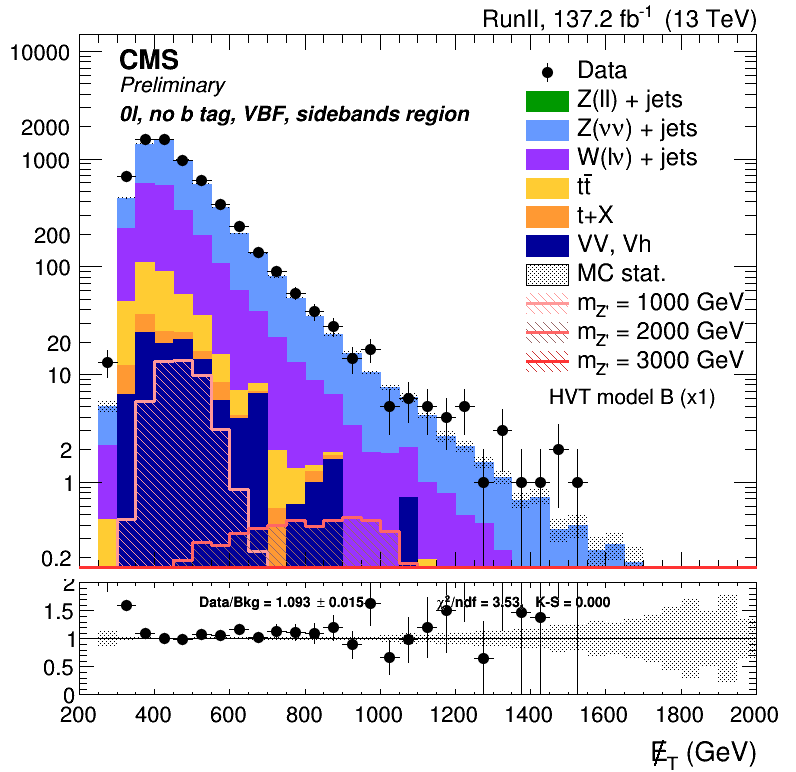 RunII, 137.2 fb⁻¹ (13 TeV)
CMS
Preliminary
0l, no b tag, VBF, sidebands region
Data
Z(ll) + jets
Z(νν) + jets
W(lν) + jets
tt̄
t+X
VV, Vh
MC stat.
m_Z' = 1000 GeV
m_Z' = 2000 GeV
m_Z' = 3000 GeV
HVT model B (x1)
10000
2000
1000
200
100
20
10
2
1
0.2
Data/Bkg = 1.093 ± 0.015 χ²/ndf = 3.53, K-S = 0.000
2
1.5
1
0.5
0
200 400 600 800 1000 1200 1400 1600 1800 2000
E̸_T (GeV)